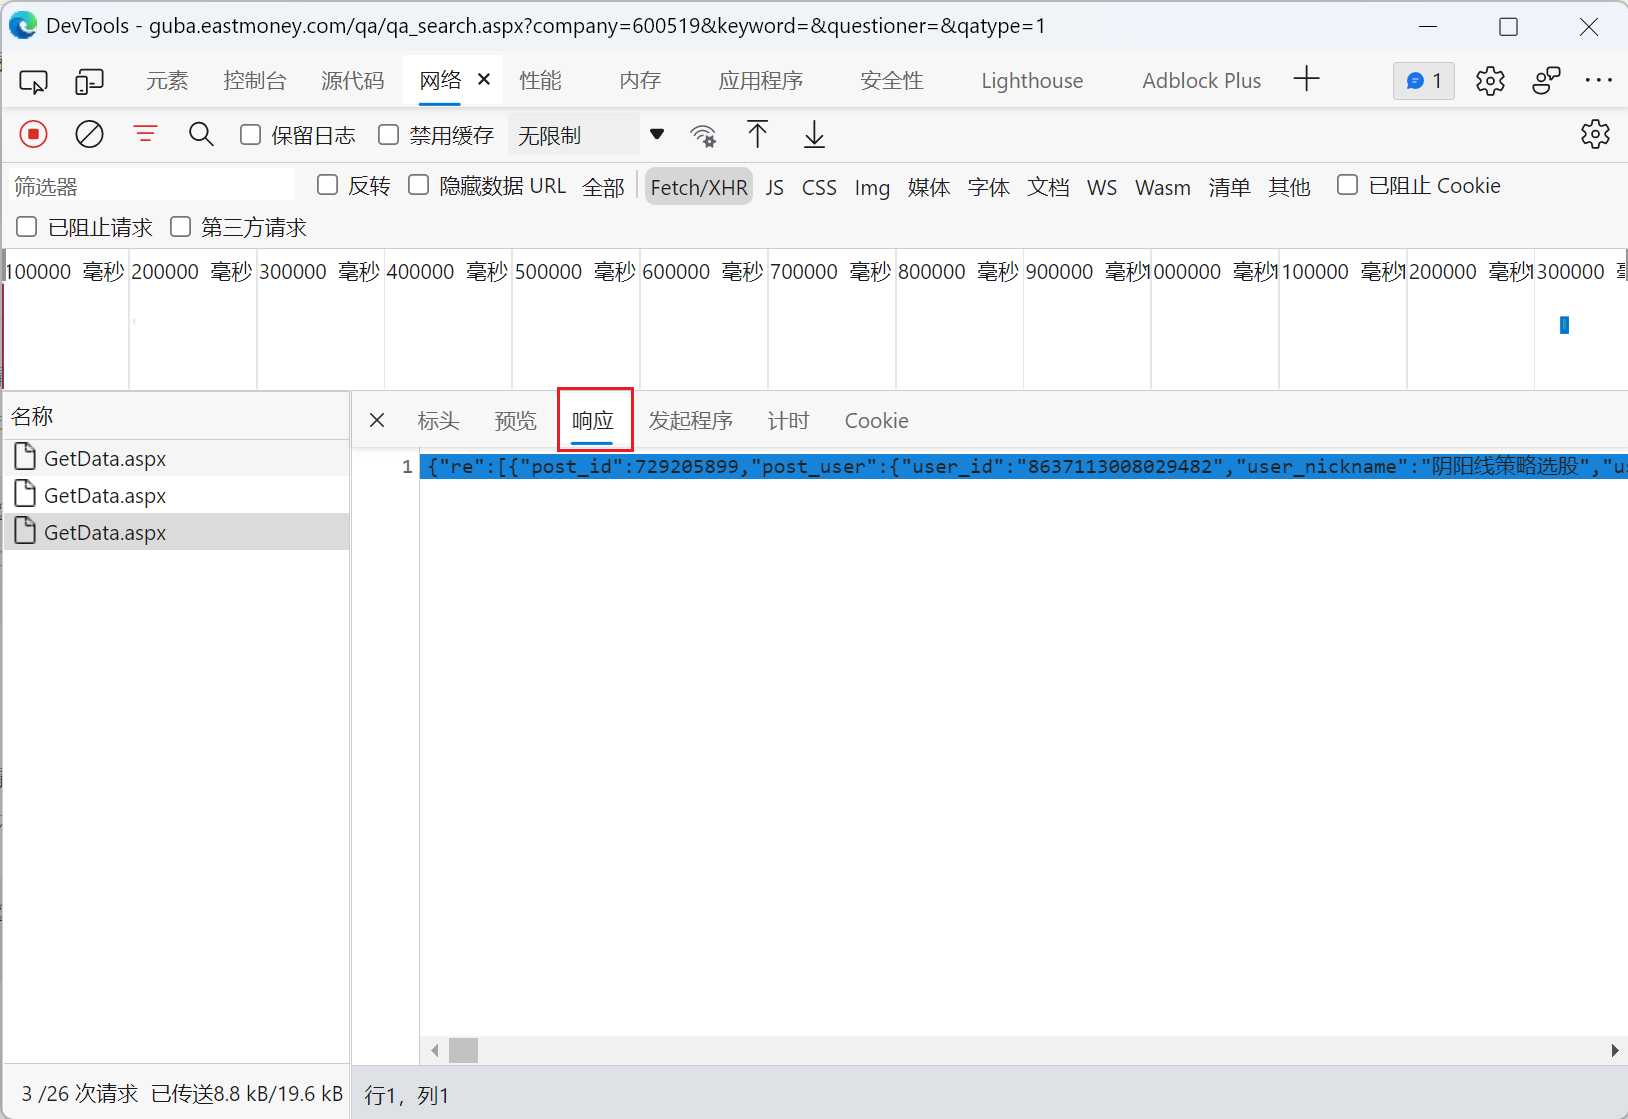 DevTools - guba.eastmoney.com/qa/qa_search.aspx?company=600519&keyword=&questioner=&qatype=1
元素 控制台 源代码 网络 性能 内存 应用程序 安全性 Lighthouse Adblock Plus 1
保留日志 禁用缓存 无限制
筛选器 反转 隐藏数据 URL 全部 Fetch/XHR JS CSS Img 媒体 字体 文档 WS Wasm 清单 其他 已阻止 Cookie
已阻止请求 第三方请求
100000 毫秒 200000 毫秒 300000 毫秒 400000 毫秒 500000 毫秒 600000 毫秒 700000 毫秒 800000 毫秒 900000 毫秒 1000000 毫秒 1100000 毫秒 1200000 毫秒 1300000
名称
标头 预览 响应 发起程序 计时 Cookie
GetData.aspx
GetData.aspx
GetData.aspx
1 {"re":[{"post_id":729205899,"post_user":{"user_id":"8637113008029482","user_nickname":"阴阳线策略选股","u
3 /26 次请求 已传送8.8 kB/19.6 kB
行1，列1